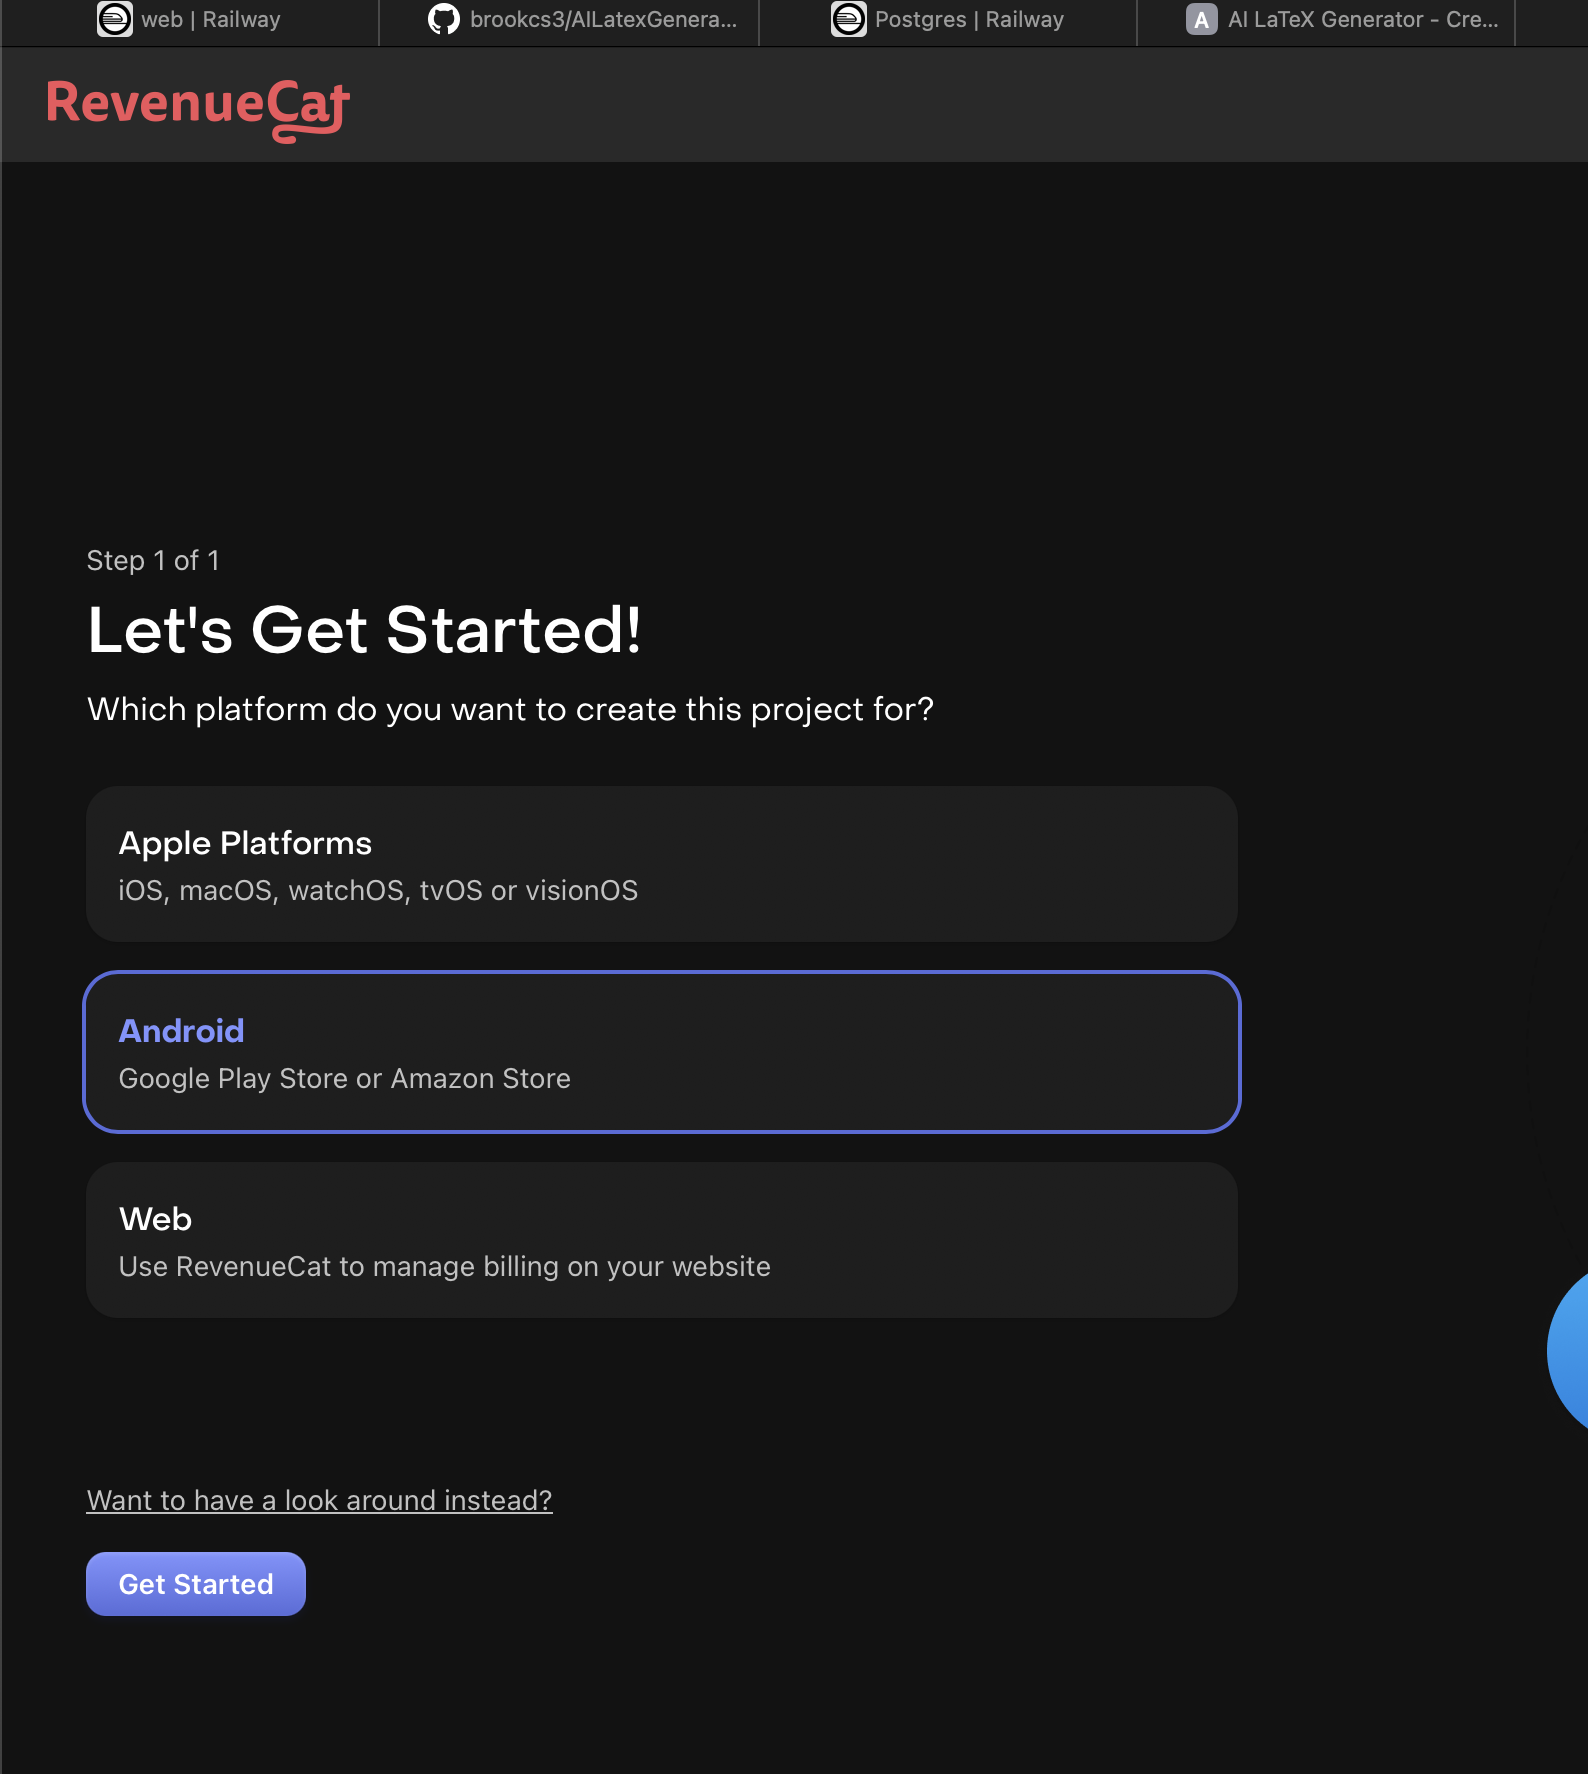 web | Railway
brookcs3/AILatexGenera...
Postgres | Railway
A
AI LaTeX Generator - Cre...
RevenueCat
Step 1 of 1
Let's Get Started!
Which platform do you want to create this project for?
Apple Platforms
iOS, macOS, watchOS, tvOS or visionOS
Android
Google Play Store or Amazon Store
Web
Use RevenueCat to manage billing on your website
Want to have a look around instead?
Get Started